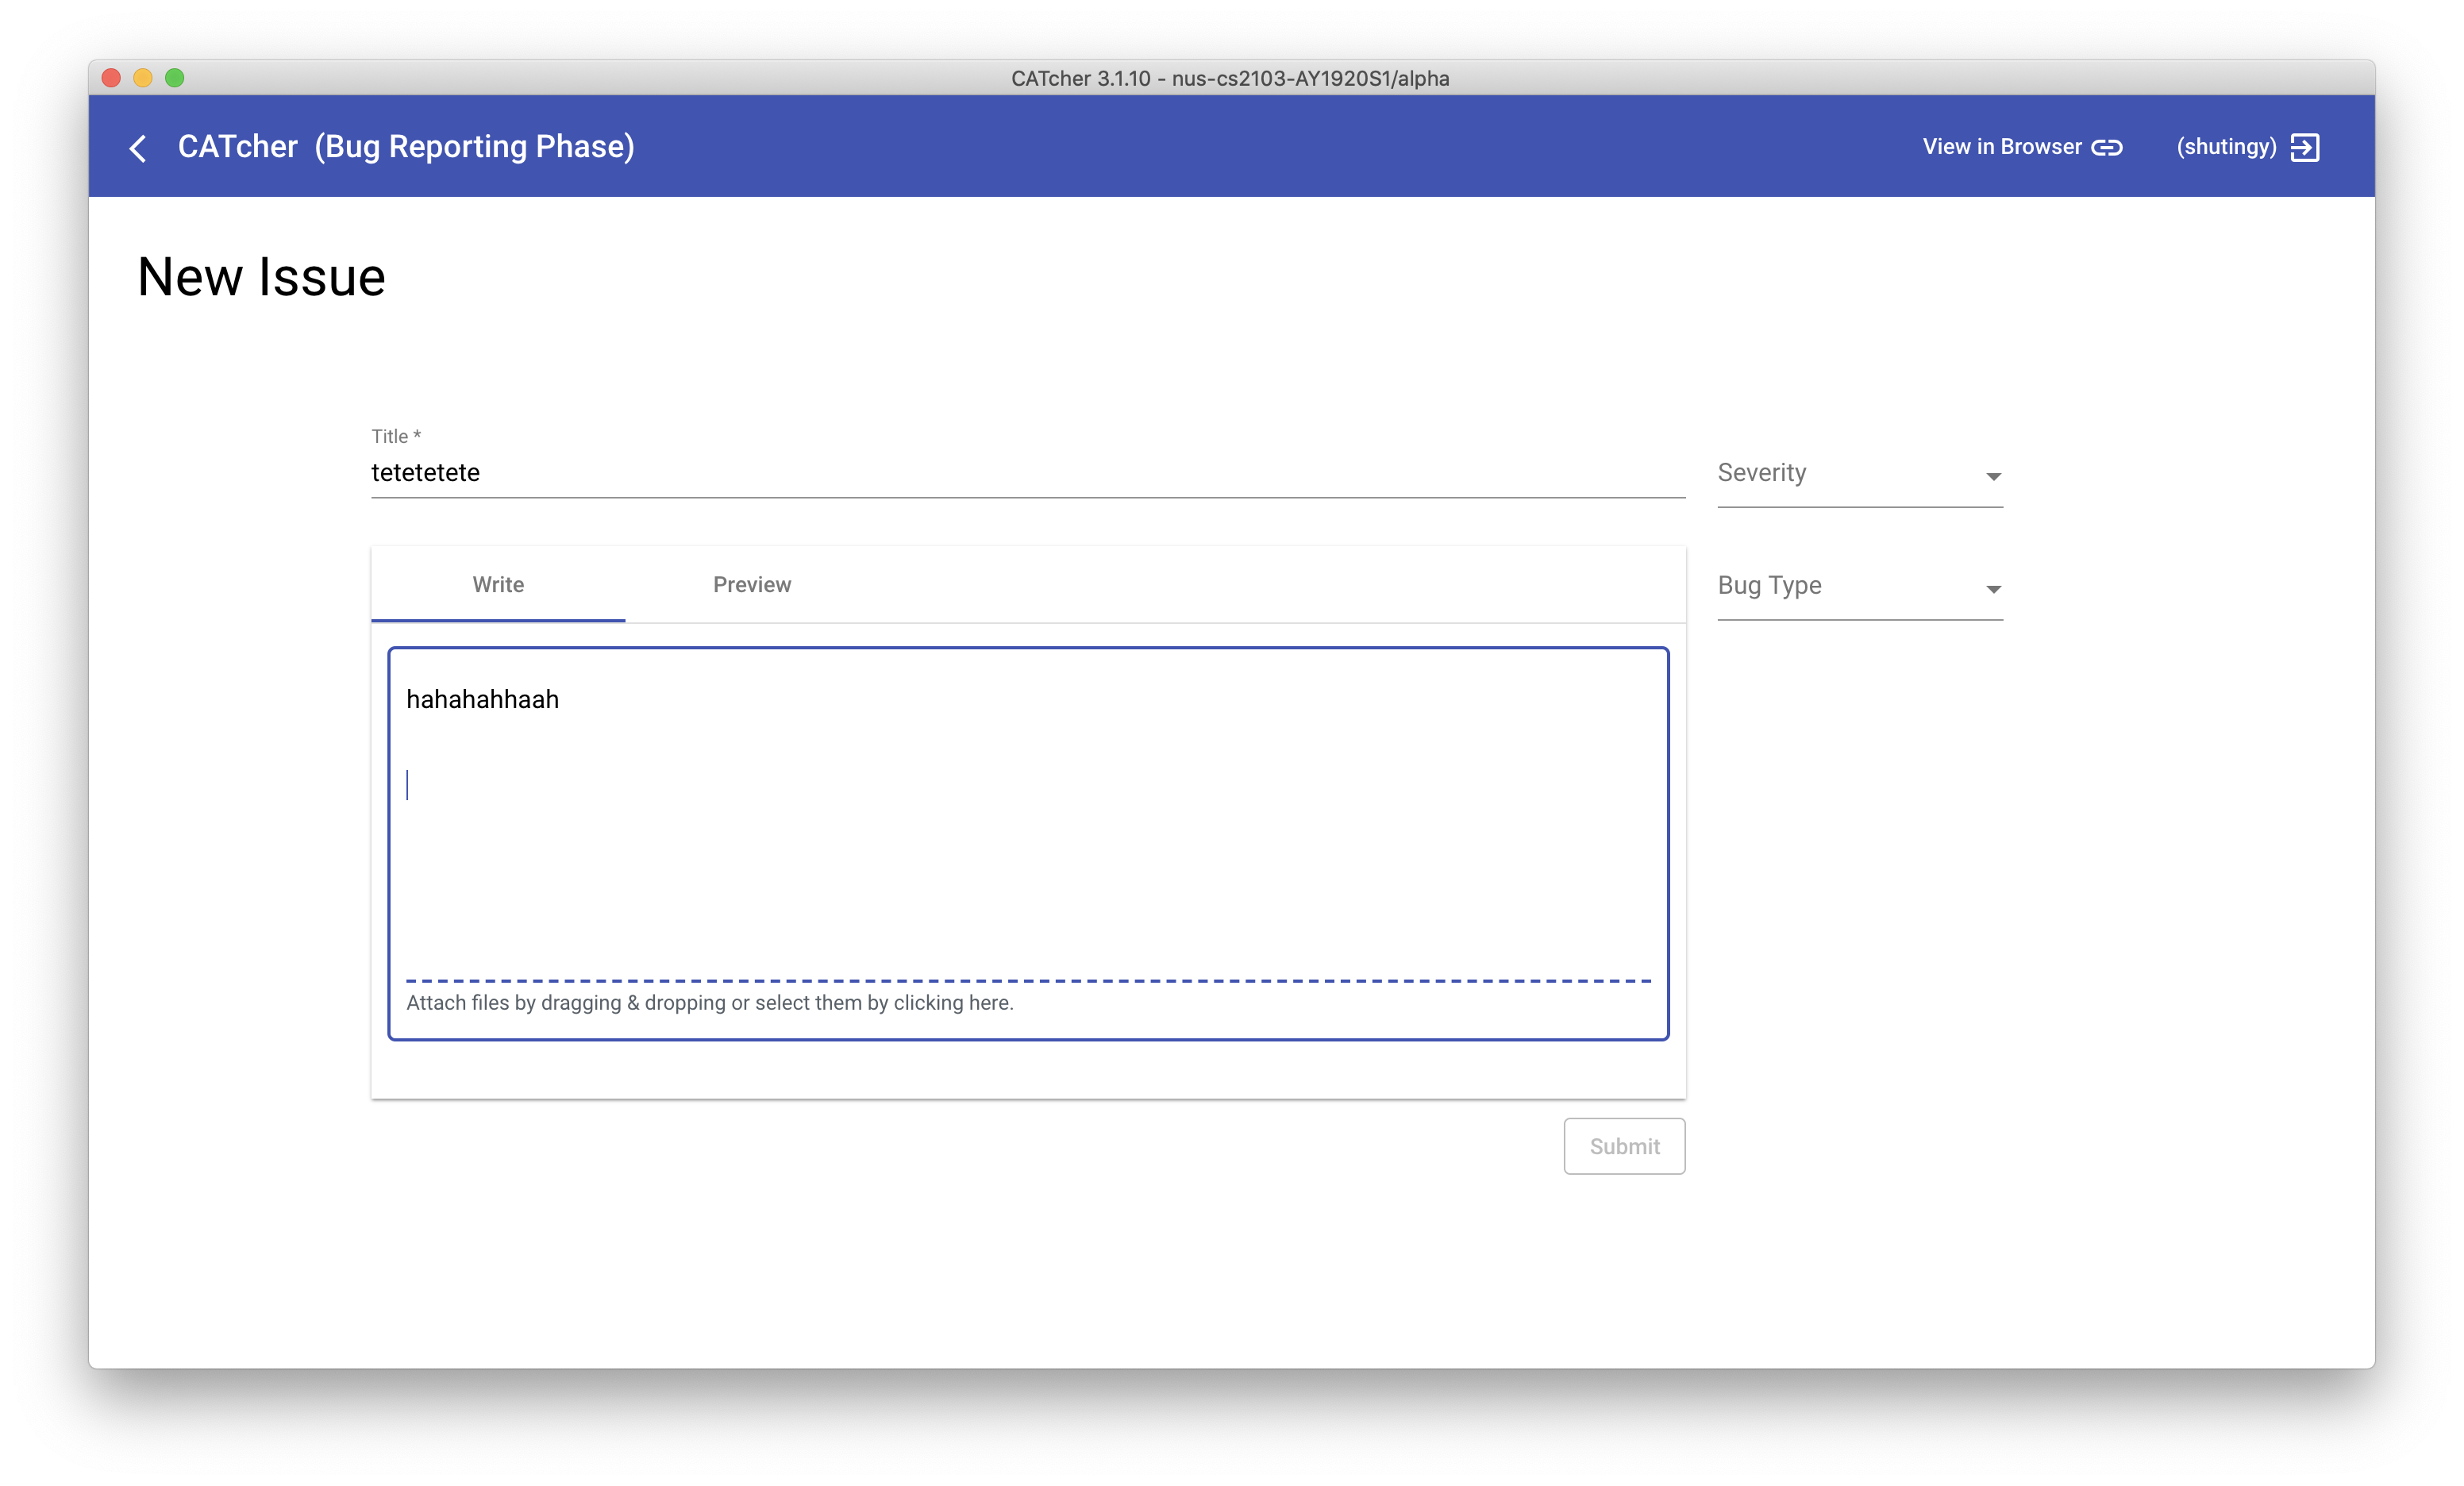 CATcher 3.1.10 - nus-cs2103-AY1920S1/alpha
CATcher (Bug Reporting Phase)
View in Browser
(shutingy)
New Issue
Title *
tetetetete
Severity
Write
Preview
Bug Type
hahahahhaah
Attach files by dragging & dropping or select them by clicking here.
Submit